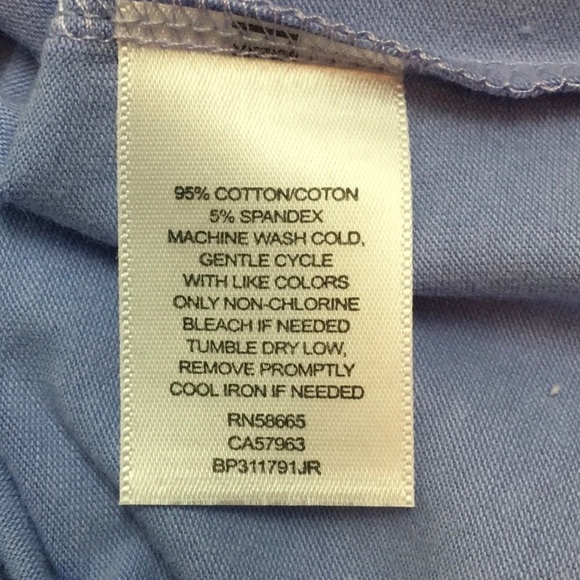 95% COTTON/COTON
5% SPANDEX
MACHINE WASH COLD,
GENTLE CYCLE
WITH LIKE COLORS
ONLY NON-CHLORINE
BLEACH IF NEEDED
TUMBLE DRY LOW,
REMOVE PROMPTLY
COOL IRON IF NEEDED
RN58665
CA57963
BP311791JR